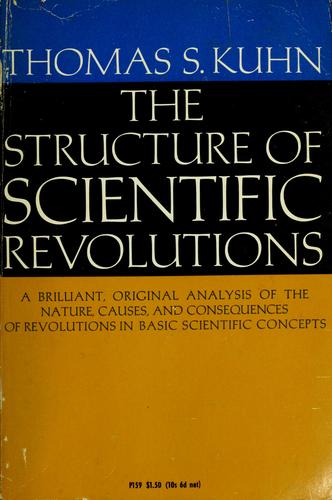 THOMAS S. KUHN
THE
STRUCTURE OF
SCIENTIFIC
REVOLUTIONS
A BRILLIANT, ORIGINAL ANALYSIS OF THE
NATURE, CAUSES, AND CONSEQUENCES
OF REVOLUTIONS IN BASIC SCIENTIFIC CONCEPTS
P159 $1.50 (10s 6d net)